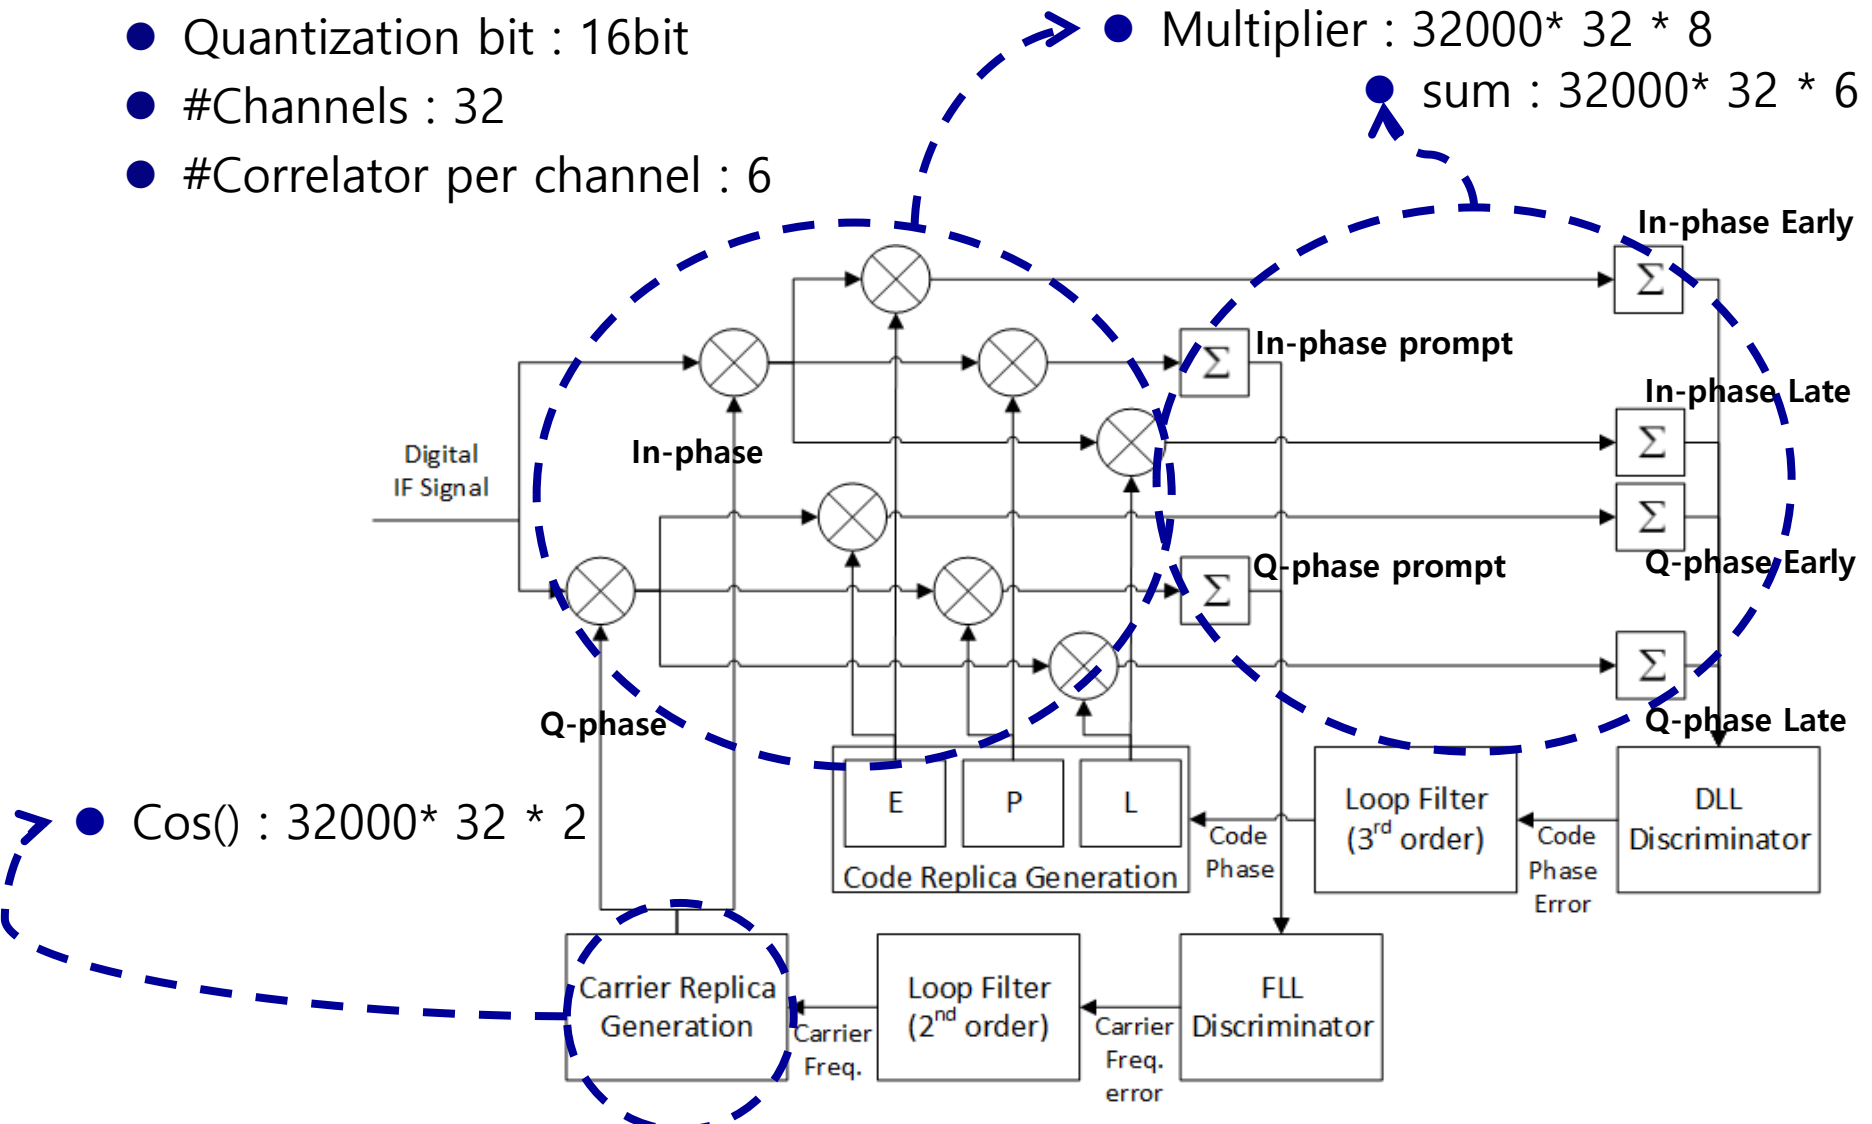 Quantization bit : 16bit
#Channels : 32
#Correlator per channel : 6
Multiplier : 32000* 32 * 8
sum : 32000* 32 * 6
In-phase Early
Σ
In-phase prompt
Σ
In-phase Late
Σ
In-phase
Digital
IF Signal
Σ
Q-phase Early
Q-phase prompt
Σ
Σ
Q-phase Late
Q-phase
Cos() : 32000* 32 * 2
E
P
L
Code Replica Generation
Code
Phase
Loop Filter
(3rd order)
Code
Phase
Error
DLL
Discriminator
Carrier Replica
Generation
Carrier
Freq.
Loop Filter
(2nd order)
Carrier
Freq.
error
FLL
Discriminator